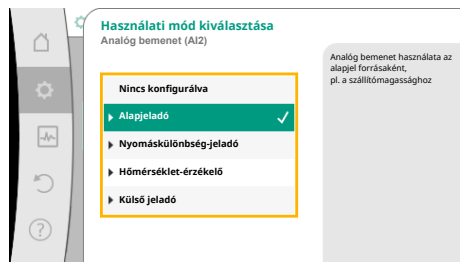 Használati mód kiválasztása
Analóg bemenet (AI2)
Nincs konfigurálva
Alapjeladó
Nyomáskülönbség-jeladó
Hőmérséklet-érzékelő
Külső jeladó
Analóg bemenet használata az
alapjel forrásaként,
pl. a szállítómagassághoz